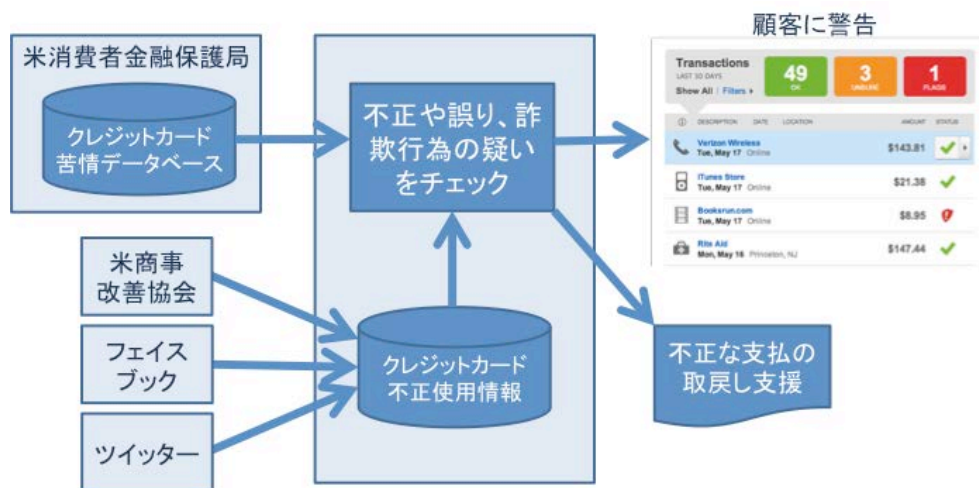 米消費者金融保護局
クレジットカード
苦情データベース
不正や誤り、詐
欺行為の疑い
をチェック
米商事
改善協会
フェイス
ブック
ツイッター
クレジットカード
不正使用情報
不正な支払の
取戻し支援
顧客に警告
Transactions
LAST 30 DAYS
Show All | Filters
49
OK
3
UNSURE
1
FLAGS
DESCRIPTION DATE LOCATION AMOUNT STATUS
Verizon Wireless
Tue, May 17 Online $143.81
iTunes Store
Tue, May 17 Online $21.38
Booksrun.com
Tue, May 17 Online $8.95
Rite Aid
Mon, May 16 Princeton, NJ $147.44